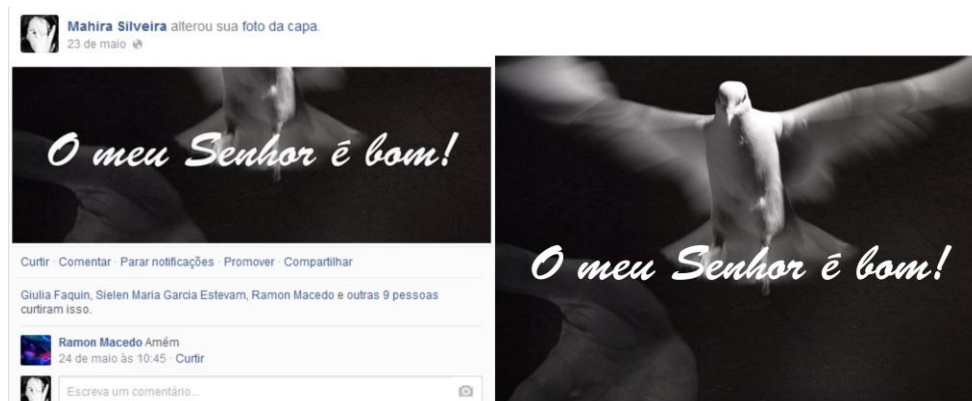 Mahira Silveira alterou sua foto da capa.
23 de maio
O meu Senhor é bom!
Curtir · Comentar · Parar notificações · Promover · Compartilhar
Giulia Faquin, Sielen Maria Garcia Estevam, Ramon Macedo e outras 9 pessoas
curtiram isso.
Ramon Macedo Amém
24 de maio às 10:45 · Curtir
Escreva um comentário...
O meu Senhor é bom!